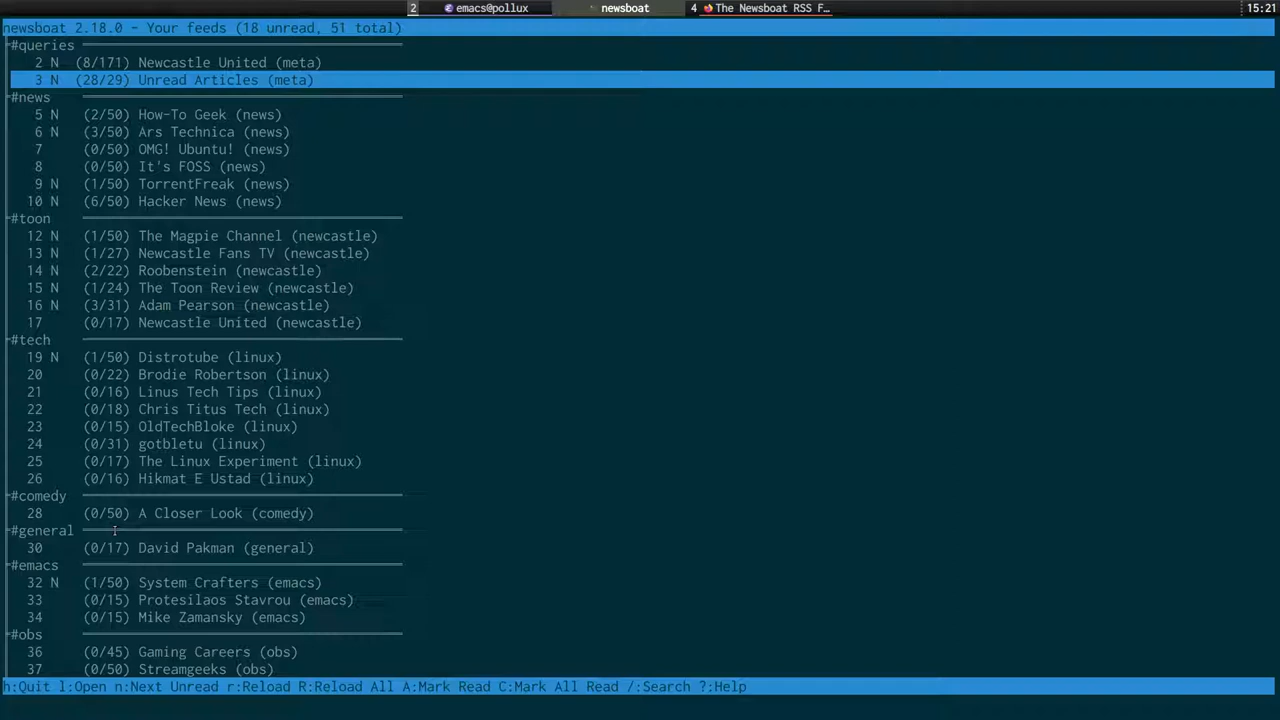 2 emacs@pollux newsboat 4 The Newsboat RSS F… 15:21
newsboat 2.18.0 - Your feeds (18 unread, 51 total)
#queries
2 N (8/171) Newcastle United (meta)
3 N (28/29) Unread Articles (meta)
#news
5 N (2/50) How-To Geek (news)
6 N (3/50) Ars Technica (news)
7 (0/50) OMG! Ubuntu! (news)
8 (0/50) It's FOSS (news)
9 N (1/50) TorrentFreak (news)
10 N (6/50) Hacker News (news)
#toon
12 N (1/50) The Magpie Channel (newcastle)
13 N (1/27) Newcastle Fans TV (newcastle)
14 N (2/22) Roobenstein (newcastle)
15 N (1/24) The Toon Review (newcastle)
16 N (3/31) Adam Pearson (newcastle)
17 (0/17) Newcastle United (newcastle)
#tech
19 N (1/50) Distrotube (linux)
20 (0/22) Brodie Robertson (linux)
21 (0/16) Linus Tech Tips (linux)
22 (0/18) Chris Titus Tech (linux)
23 (0/15) OldTechBloke (linux)
24 (0/31) gotbletu (linux)
25 (0/17) The Linux Experiment (linux)
26 (0/16) Hikmat E Ustad (linux)
#comedy
28 (0/50) A Closer Look (comedy)
#general
30 (0/17) David Pakman (general)
#emacs
32 N (1/50) System Crafters (emacs)
33 (0/15) Protesilaos Stavrou (emacs)
34 (0/15) Mike Zamansky (emacs)
#obs
36 (0/45) Gaming Careers (obs)
37 (0/50) Streamgeeks (obs)
h:Quit l:Open n:Next Unread r:Reload R:Reload All A:Mark Read C:Mark All Read /:Search ?:Help